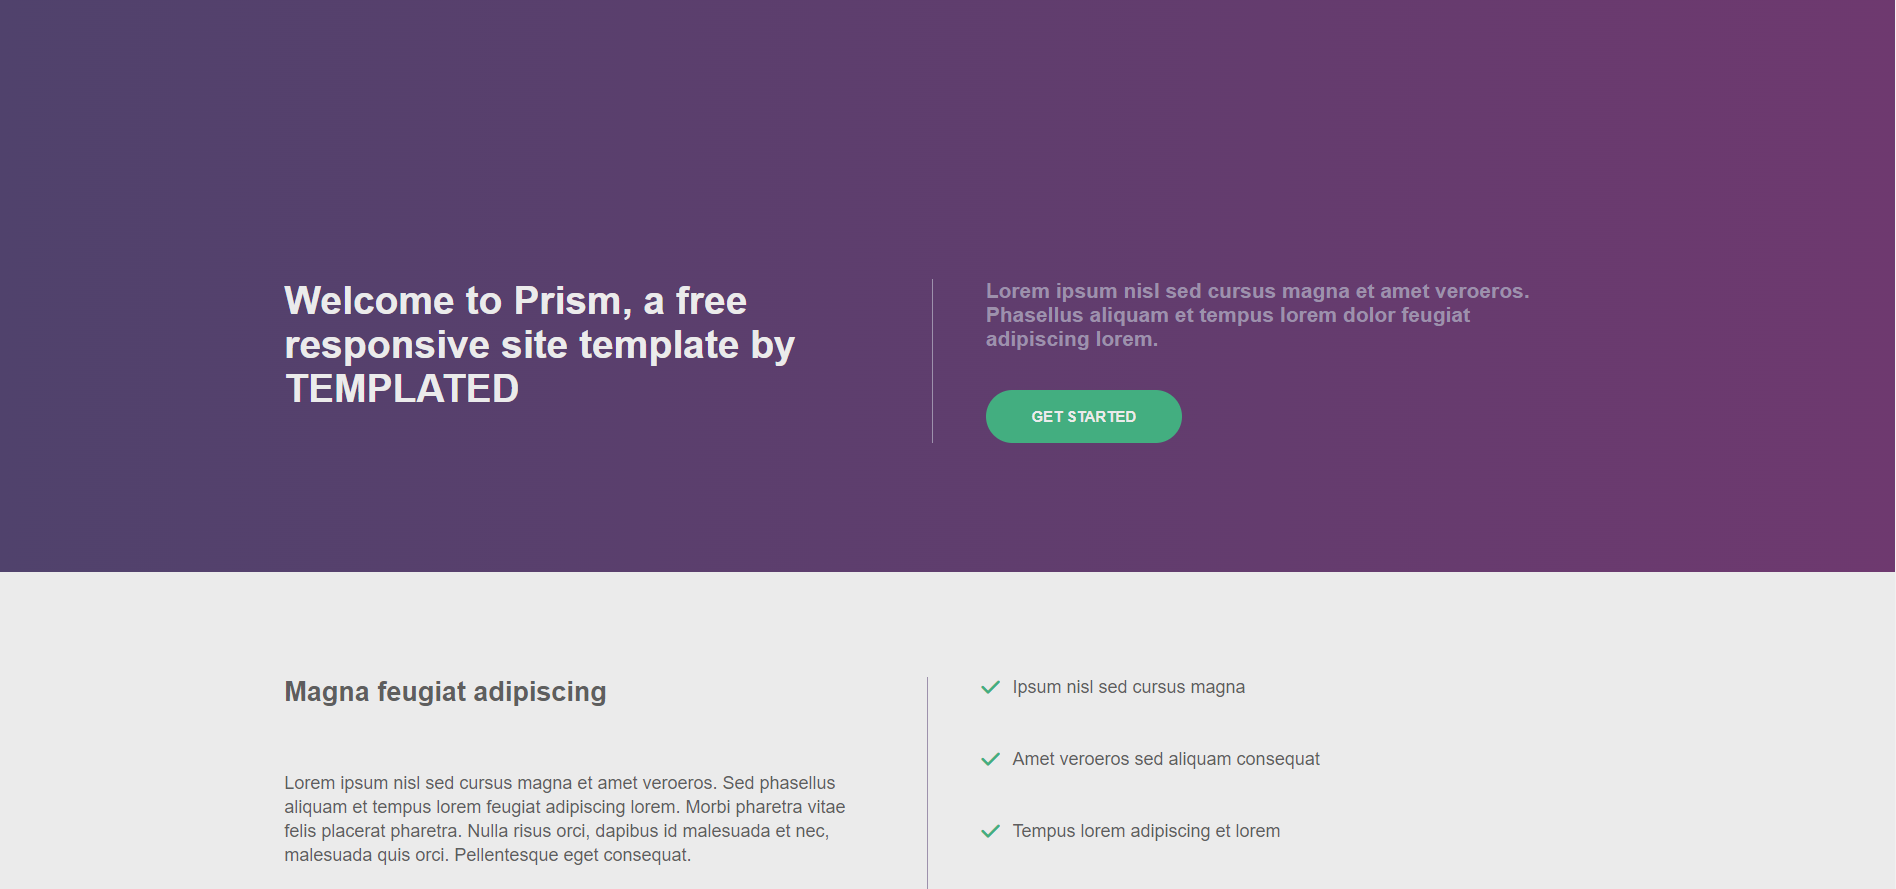 Welcome to Prism, a free
responsive site template by
TEMPLATED
Lorem ipsum nisl sed cursus magna et amet veroeros.
Phasellus aliquam et tempus lorem dolor feugiat
adipiscing lorem.
GET STARTED
Magna feugiat adipiscing
Lorem ipsum nisl sed cursus magna et amet veroeros. Sed phasellus
aliquam et tempus lorem feugiat adipiscing lorem. Morbi pharetra vitae
felis placerat pharetra. Nulla risus orci, dapibus id malesuada et nec,
malesuada quis orci. Pellentesque eget consequat.
Ipsum nisl sed cursus magna
Amet veroeros sed aliquam consequat
Tempus lorem adipiscing et lorem